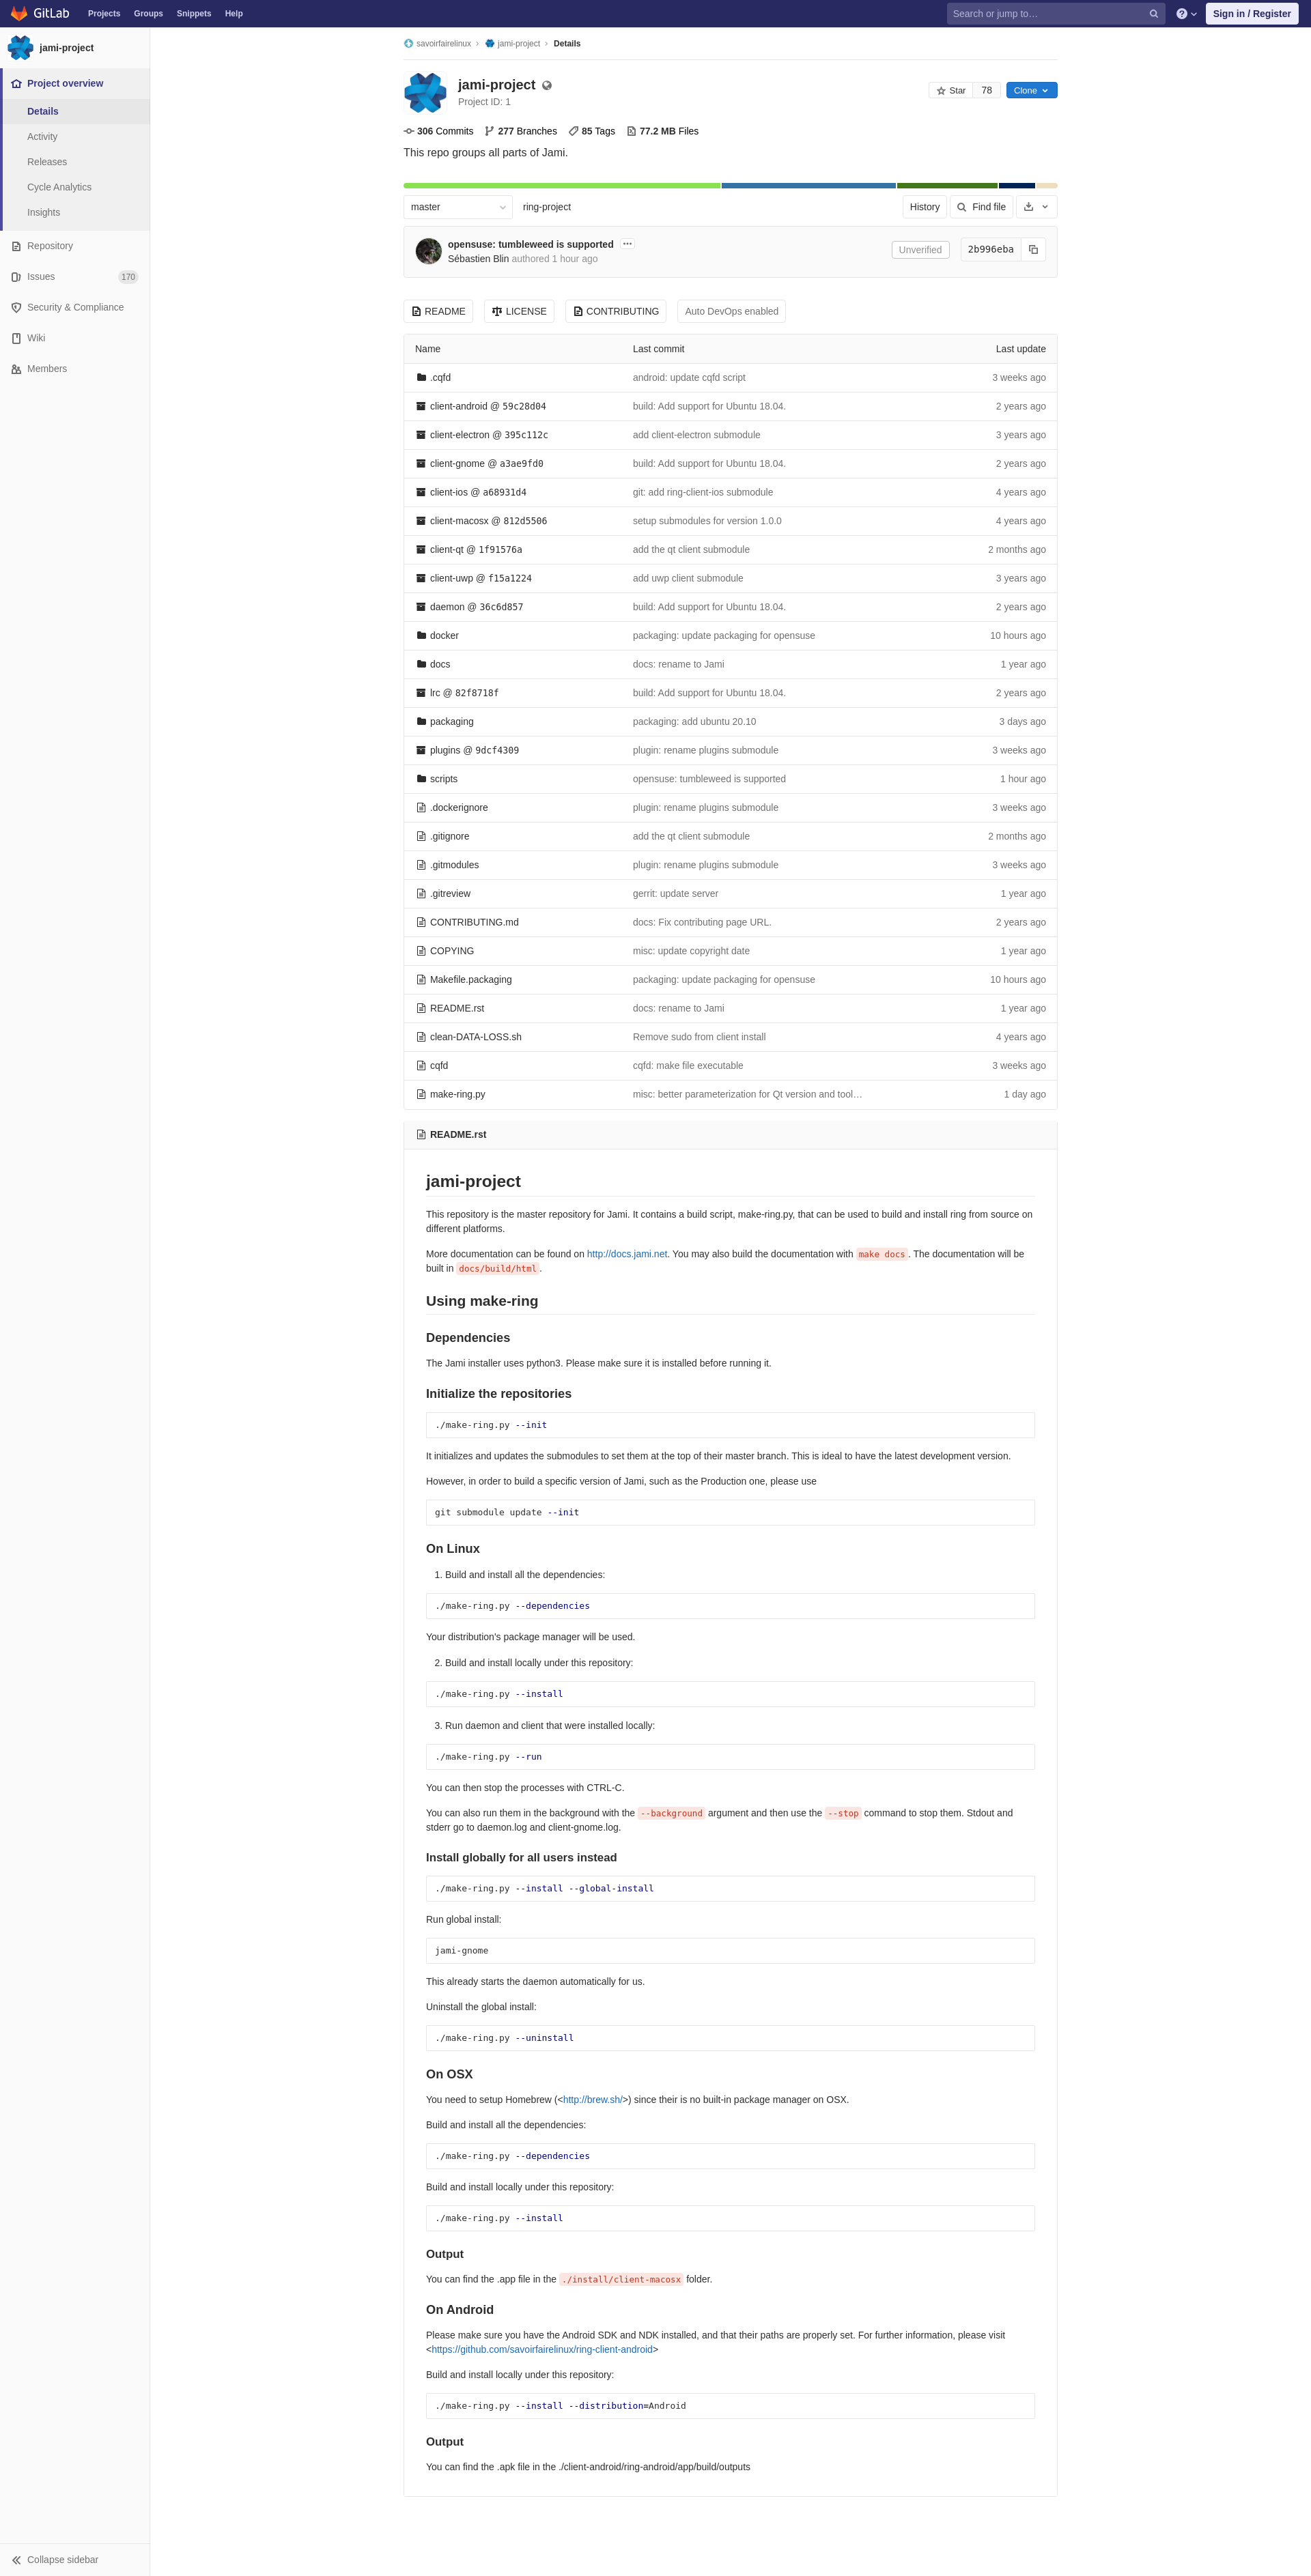 GitLab Projects Groups Snippets Help Search or jump to… Sign in / Register
jami-project
Project overview
Details
Activity
Releases
Cycle Analytics
Insights
Repository
Issues 170
Security & Compliance
Wiki
Members
Collapse sidebar
savoirfairelinux › jami-project › Details
jami-project
Project ID: 1
Star 78 Clone
306 Commits 277 Branches 85 Tags 77.2 MB Files
This repo groups all parts of Jami.
master ring-project History Find file
opensuse: tumbleweed is supported
Sébastien Blin authored 1 hour ago
Unverified 2b996eba
README LICENSE CONTRIBUTING Auto DevOps enabled
Name Last commit Last update
.cqfd android: update cqfd script 3 weeks ago
client-android @ 59c28d04 build: Add support for Ubuntu 18.04. 2 years ago
client-electron @ 395c112c add client-electron submodule 3 years ago
client-gnome @ a3ae9fd0 build: Add support for Ubuntu 18.04. 2 years ago
client-ios @ a68931d4 git: add ring-client-ios submodule 4 years ago
client-macosx @ 812d5506 setup submodules for version 1.0.0 4 years ago
client-qt @ 1f91576a add the qt client submodule 2 months ago
client-uwp @ f15a1224 add uwp client submodule 3 years ago
daemon @ 36c6d857 build: Add support for Ubuntu 18.04. 2 years ago
docker packaging: update packaging for opensuse 10 hours ago
docs docs: rename to Jami 1 year ago
lrc @ 82f8718f build: Add support for Ubuntu 18.04. 2 years ago
packaging packaging: add ubuntu 20.10 3 days ago
plugins @ 9dcf4309 plugin: rename plugins submodule 3 weeks ago
scripts opensuse: tumbleweed is supported 1 hour ago
.dockerignore plugin: rename plugins submodule 3 weeks ago
.gitignore add the qt client submodule 2 months ago
.gitmodules plugin: rename plugins submodule 3 weeks ago
.gitreview gerrit: update server 1 year ago
CONTRIBUTING.md docs: Fix contributing page URL. 2 years ago
COPYING misc: update copyright date 1 year ago
Makefile.packaging packaging: update packaging for opensuse 10 hours ago
README.rst docs: rename to Jami 1 year ago
clean-DATA-LOSS.sh Remove sudo from client install 4 years ago
cqfd cqfd: make file executable 3 weeks ago
make-ring.py misc: better parameterization for Qt version and tool… 1 day ago
README.rst
jami-project
This repository is the master repository for Jami. It contains a build script, make-ring.py, that can be used to build and install ring from source on
different platforms.
More documentation can be found on http://docs.jami.net. You may also build the documentation with make docs. The documentation will be
built in docs/build/html.
Using make-ring
Dependencies
The Jami installer uses python3. Please make sure it is installed before running it.
Initialize the repositories
./make-ring.py --init
It initializes and updates the submodules to set them at the top of their master branch. This is ideal to have the latest development version.
However, in order to build a specific version of Jami, such as the Production one, please use
git submodule update --init
On Linux
1. Build and install all the dependencies:
./make-ring.py --dependencies
Your distribution's package manager will be used.
2. Build and install locally under this repository:
./make-ring.py --install
3. Run daemon and client that were installed locally:
./make-ring.py --run
You can then stop the processes with CTRL-C.
You can also run them in the background with the --background argument and then use the --stop command to stop them. Stdout and
stderr go to daemon.log and client-gnome.log.
Install globally for all users instead
./make-ring.py --install --global-install
Run global install:
jami-gnome
This already starts the daemon automatically for us.
Uninstall the global install:
./make-ring.py --uninstall
On OSX
You need to setup Homebrew (<http://brew.sh/>) since their is no built-in package manager on OSX.
Build and install all the dependencies:
./make-ring.py --dependencies
Build and install locally under this repository:
./make-ring.py --install
Output
You can find the .app file in the ./install/client-macosx folder.
On Android
Please make sure you have the Android SDK and NDK installed, and that their paths are properly set. For further information, please visit
<https://github.com/savoirfairelinux/ring-client-android>
Build and install locally under this repository:
./make-ring.py --install --distribution=Android
Output
You can find the .apk file in the ./client-android/ring-android/app/build/outputs